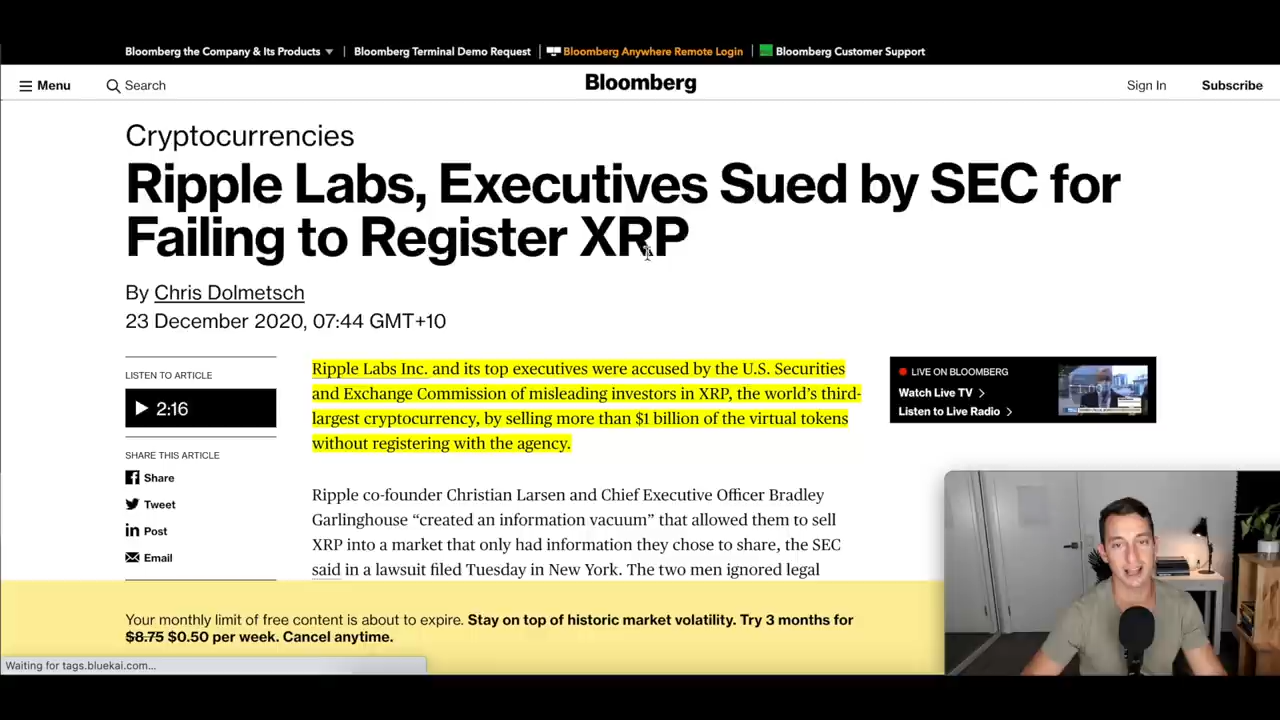 Bloomberg the Company & Its Products ▼ | Bloomberg Terminal Demo Request | Bloomberg Anywhere Remote Login | Bloomberg Customer Support
Menu Search Bloomberg Sign In Subscribe
Cryptocurrencies
Ripple Labs, Executives Sued by SEC for
Failing to Register XRP
By Chris Dolmetsch
23 December 2020, 07:44 GMT+10
LISTEN TO ARTICLE
2:16
SHARE THIS ARTICLE
Share
Tweet
Post
Email
Ripple Labs Inc. and its top executives were accused by the U.S. Securities
and Exchange Commission of misleading investors in XRP, the world's third-
largest cryptocurrency, by selling more than $1 billion of the virtual tokens
without registering with the agency.
Ripple co-founder Christian Larsen and Chief Executive Officer Bradley
Garlinghouse “created an information vacuum” that allowed them to sell
XRP into a market that only had information they chose to share, the SEC
said in a lawsuit filed Tuesday in New York. The two men ignored legal
LIVE ON BLOOMBERG
Watch Live TV >
Listen to Live Radio >
Your monthly limit of free content is about to expire. Stay on top of historic market volatility. Try 3 months for
$8.75 $0.50 per week. Cancel anytime.
Waiting for tags.bluekai.com...